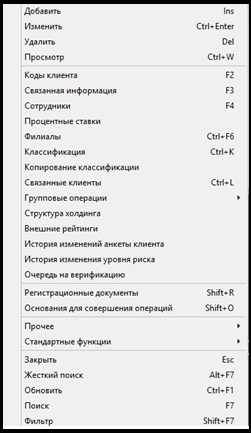 Добавить Ins
Изменить Ctrl+Enter
Удалить Del
Просмотр Ctrl+W
Коды клиента F2
Связанная информация F3
Сотрудники F4
Процентные ставки
Филиалы Ctrl+F6
Классификация Ctrl+K
Копирование классификации
Связанные клиенты Ctrl+L
Групповые операции
Структура холдинга
Внешние рейтинги
История изменений анкеты клиента
История изменения уровня риска
Очередь на верификацию
Регистрационные документы Shift+R
Основания для совершения операций Shift+O
Прочее
Стандартные функции
Закрыть Esc
Жесткий поиск Alt+F7
Обновить Ctrl+F1
Поиск F7
Фильтр Shift+F7